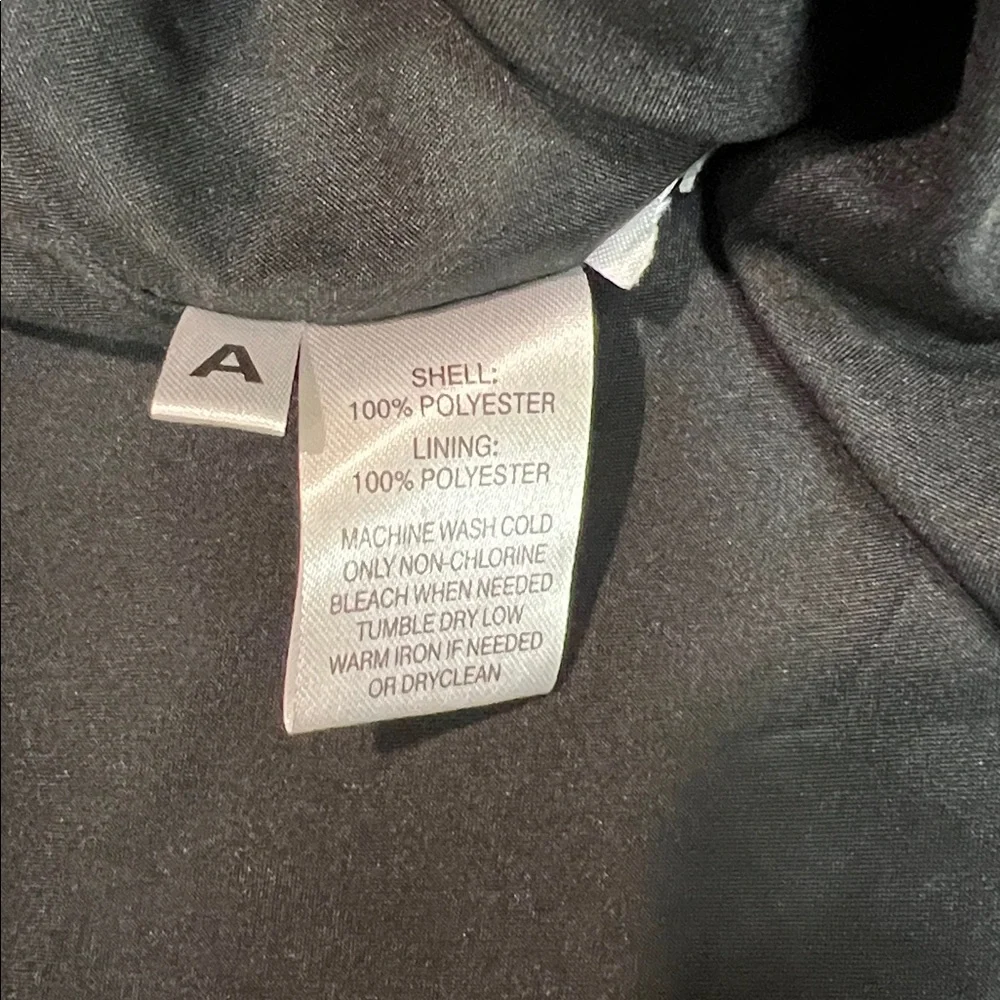 A
SHELL:
100% POLYESTER
LINING:
100% POLYESTER
MACHINE WASH COLD
ONLY NON-CHLORINE
BLEACH WHEN NEEDED
TUMBLE DRY LOW
WARM IRON IF NEEDED
OR DRYCLEAN